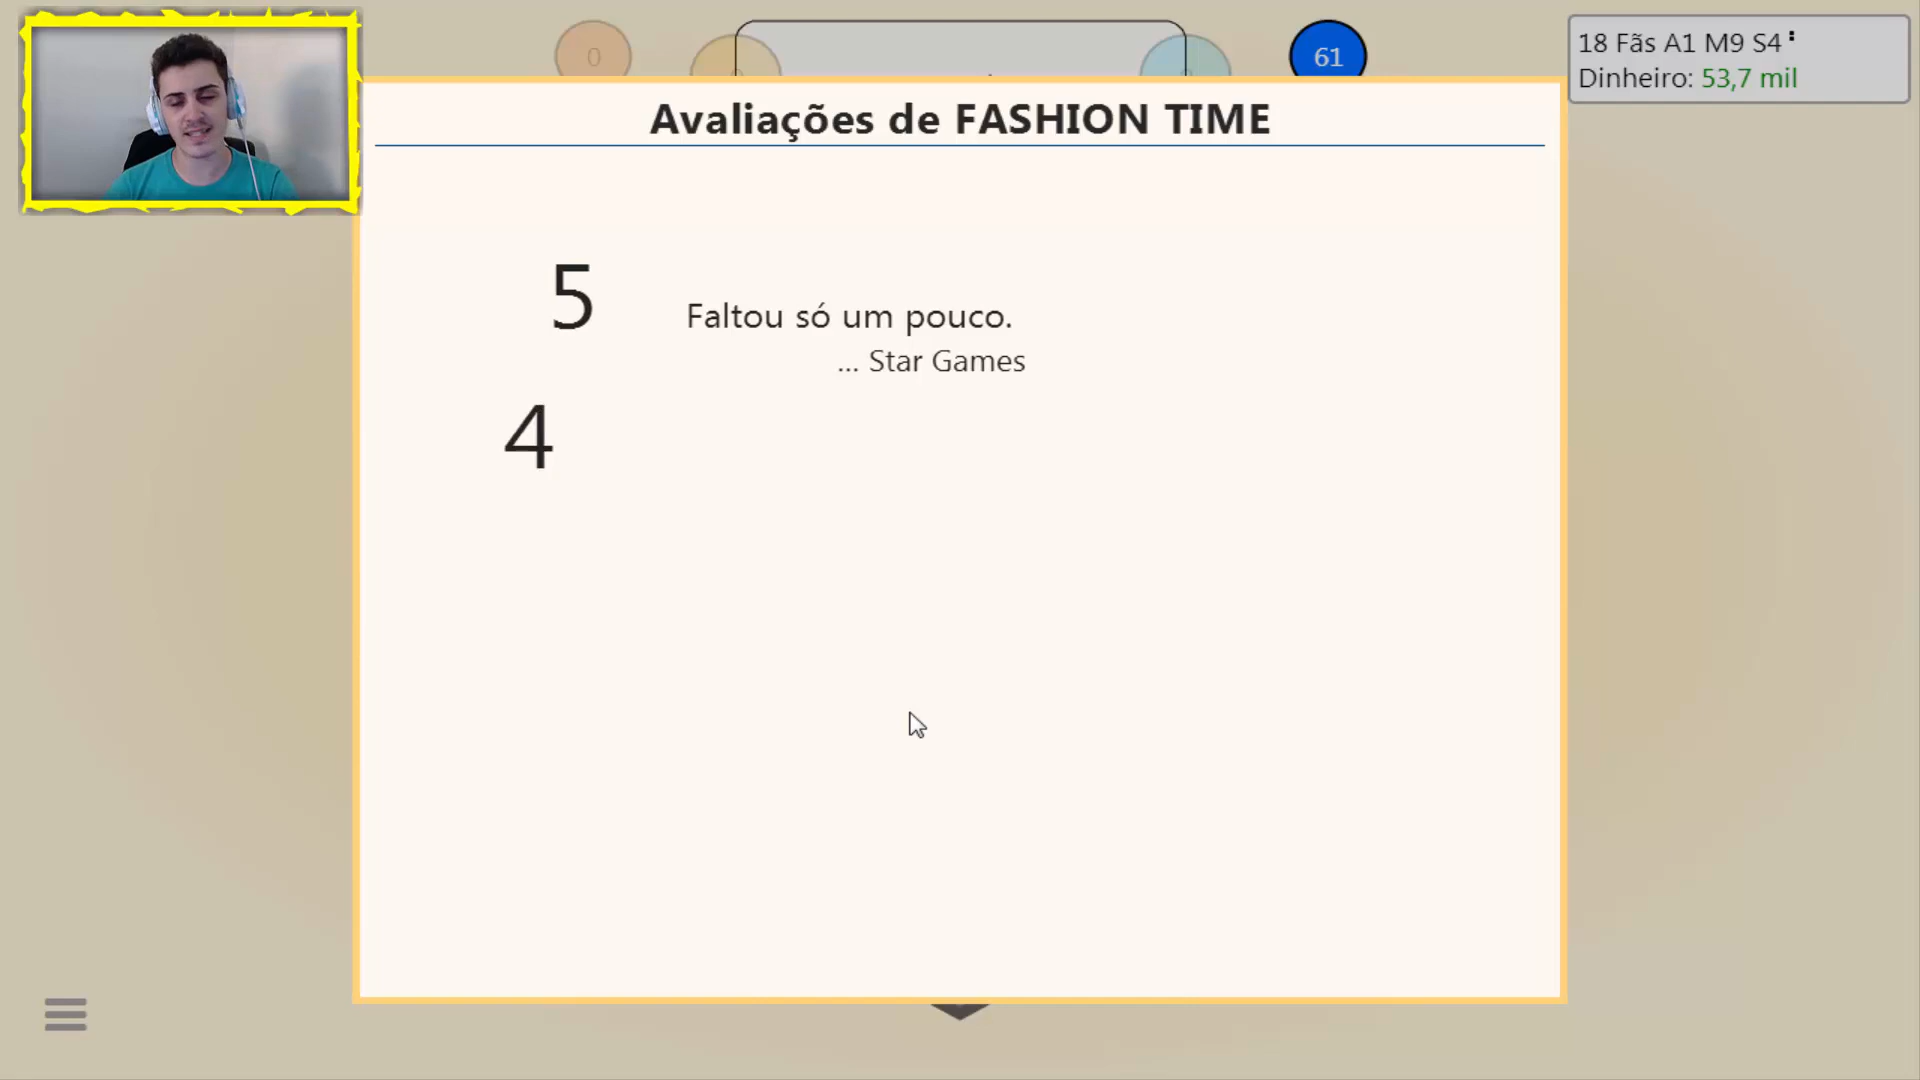 0
61
18 Fãs A1 M9 S4
Dinheiro: 53,7 mil
Avaliações de FASHION TIME
5
Faltou só um pouco.
... Star Games
4